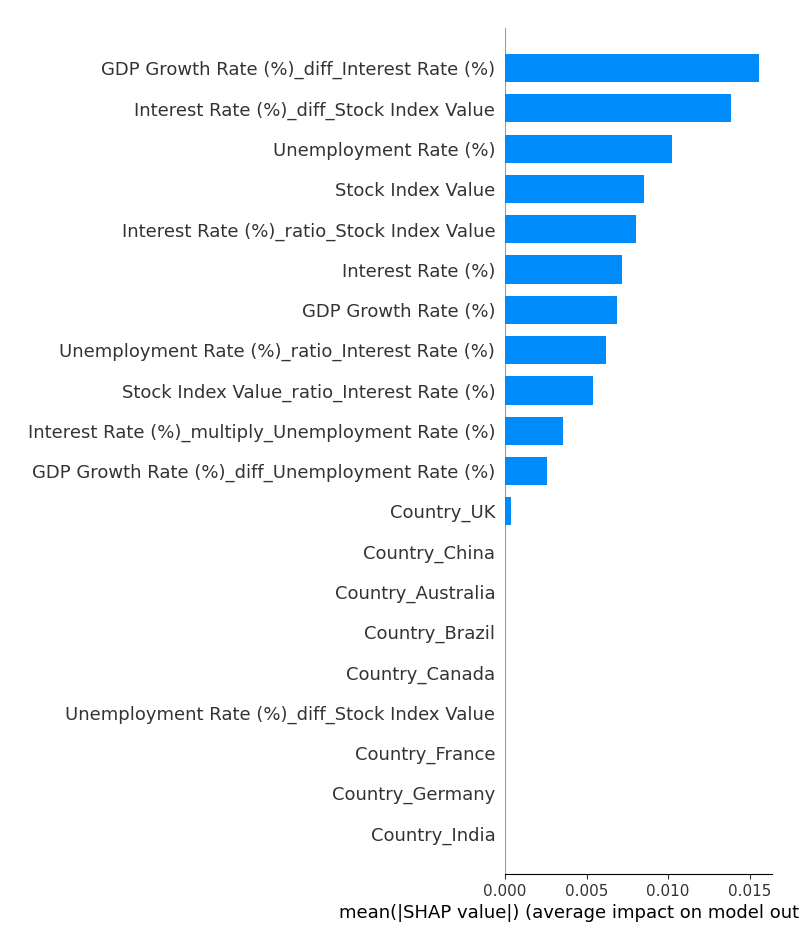 GDP Growth Rate (%)_diff_Interest Rate (%)
Interest Rate (%)_diff_Stock Index Value
Unemployment Rate (%)
Stock Index Value
Interest Rate (%)_ratio_Stock Index Value
Interest Rate (%)
GDP Growth Rate (%)
Unemployment Rate (%)_ratio_Interest Rate (%)
Stock Index Value_ratio_Interest Rate (%)
Interest Rate (%)_multiply_Unemployment Rate (%)
GDP Growth Rate (%)_diff_Unemployment Rate (%)
Country_UK
Country_China
Country_Australia
Country_Brazil
Country_Canada
Unemployment Rate (%)_diff_Stock Index Value
Country_France
Country_Germany
Country_India
0.000 0.005 0.010 0.015
mean(|SHAP value|) (average impact on model out